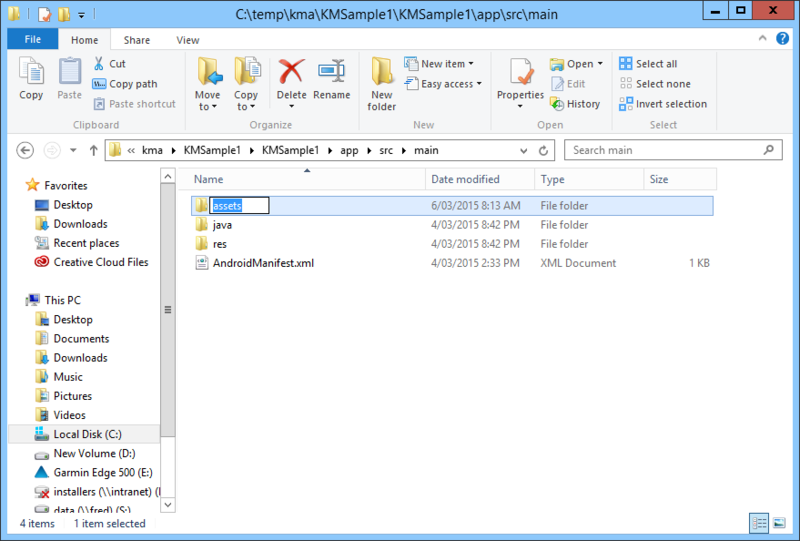 C:\temp\kma\KMSample1\KMSample1\app\src\main
File Home Share View
Copy
Paste
Cut
Copy path
Paste shortcut
Clipboard
Move to
Copy to
Delete
Rename
Organize
New folder
New item
Easy access
New
Properties
Open
Edit
History
Open
Select all
Select none
Invert selection
Select
« kma KMSample1 KMSample1 app src main
Search main
Favorites
Desktop
Downloads
Recent places
Creative Cloud Files
This PC
Desktop
Documents
Downloads
Music
Pictures
Videos
Local Disk (C:)
New Volume (D:)
Garmin Edge 500 (E:)
installers (\\intranet) (
data (\\fred) (S:)
Name Date modified Type Size
assets 6/03/2015 8:13 AM File folder
java 4/03/2015 8:42 PM File folder
res 4/03/2015 8:42 PM File folder
AndroidManifest.xml 4/03/2015 2:33 PM XML Document 1 KB
4 items 1 item selected